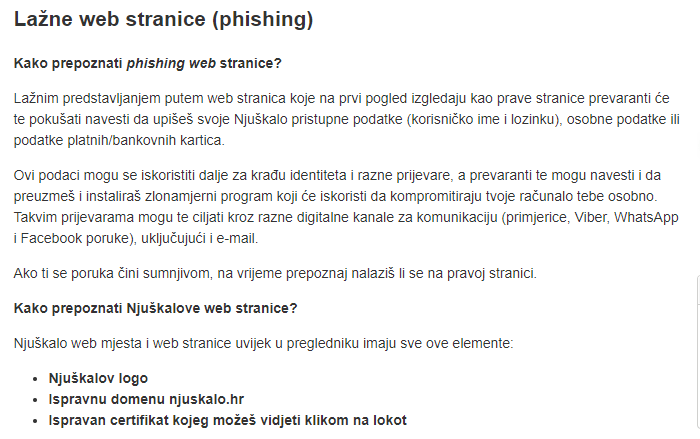 Lažne web stranice (phishing)
Kako prepoznati phishing web stranice?
Lažnim predstavljanjem putem web stranica koje na prvi pogled izgledaju kao prave stranice prevaranti će
te pokušati navesti da upišeš svoje Njuškalo pristupne podatke (korisničko ime i lozinku), osobne podatke ili
podatke platnih/bankovnih kartica.
Ovi podaci mogu se iskoristiti dalje za krađu identiteta i razne prijevare, a prevaranti te mogu navesti i da
preuzmeš i instaliraš zlonamjerni program koji će iskoristi da kompromitiraju tvoje računalo tebe osobno.
Takvim prijevarama mogu te ciljati kroz razne digitalne kanale za komunikaciju (primjerice, Viber, WhatsApp
i Facebook poruke), uključujući i e-mail.
Ako ti se poruka čini sumnjivom, na vrijeme prepoznaj nalaziš li se na pravoj stranici.
Kako prepoznati Njuškalove web stranice?
Njuškalo web mjesta i web stranice uvijek u pregledniku imaju sve ove elemente:
• Njuškalov logo
• Ispravnu domenu njuskalo.hr
• Ispravan certifikat kojeg možeš vidjeti klikom na lokot